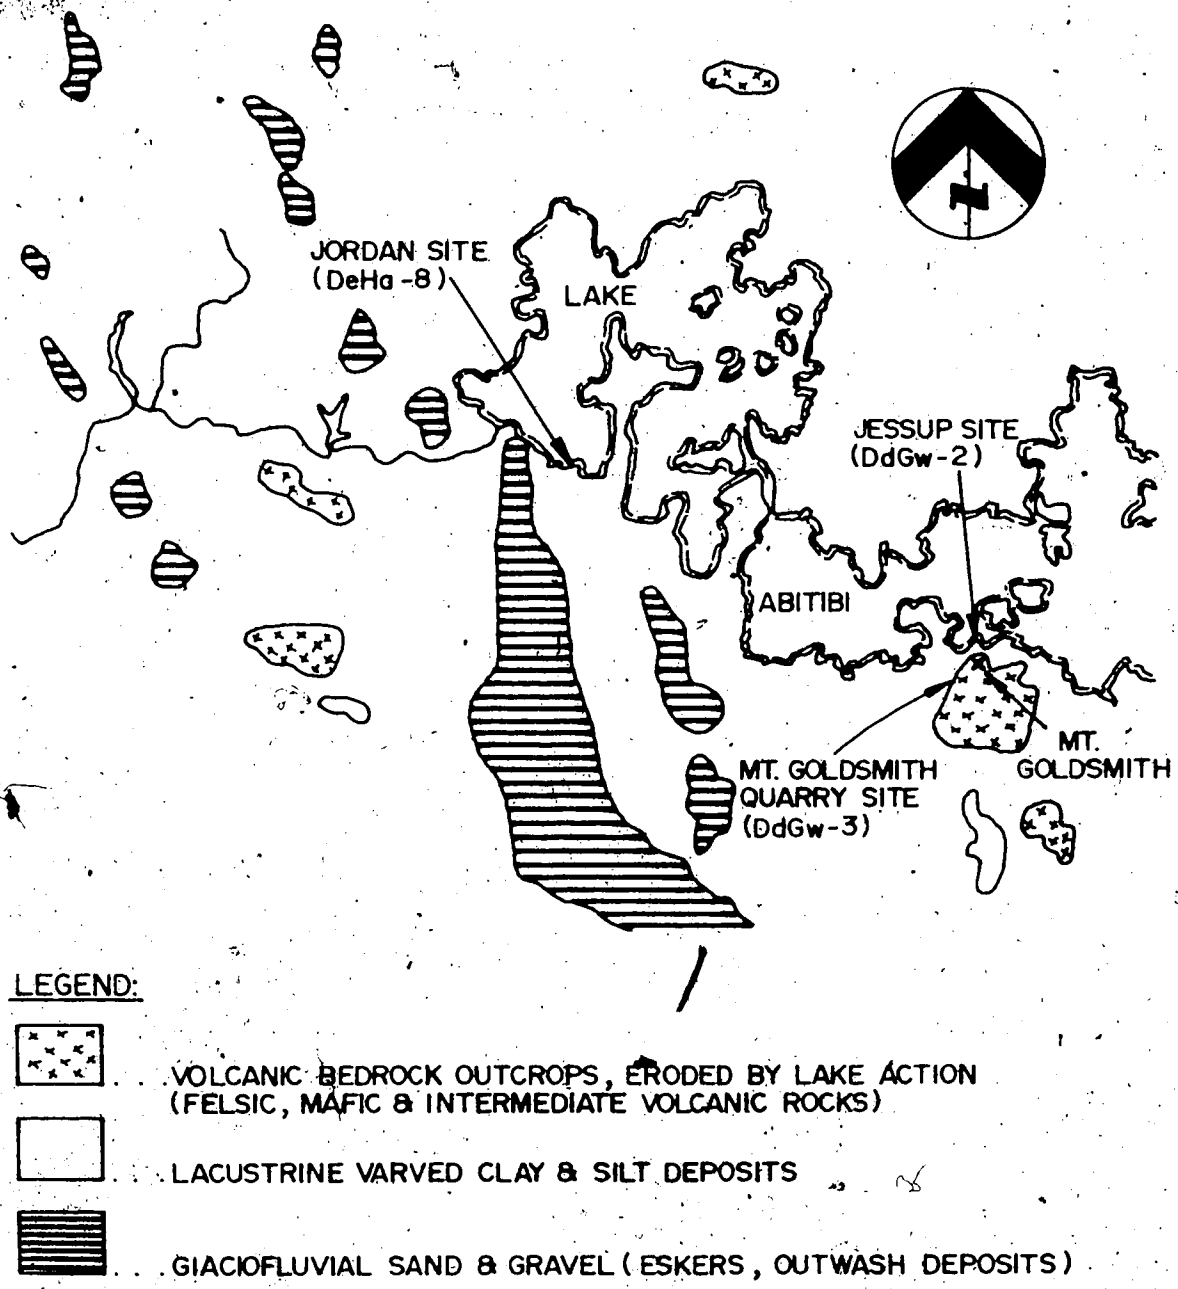 N
JORDAN SITE
(DeHa-8)
LAKE
JESSUP SITE
(DdGw-2)
ABITIBI
MT. GOLDSMITH
QUARRY SITE
(DdGw-3)
MT.
GOLDSMITH
LEGEND:
. . . VOLCANIC BEDROCK OUTCROPS, ERODED BY LAKE ACTION
(FELSIC, MAFIC & INTERMEDIATE VOLCANIC ROCKS)
. . . LACUSTRINE VARVED CLAY & SILT DEPOSITS
. . . GIACIOFLUVIAL SAND & GRAVEL (ESKERS, OUTWASH DEPOSITS)